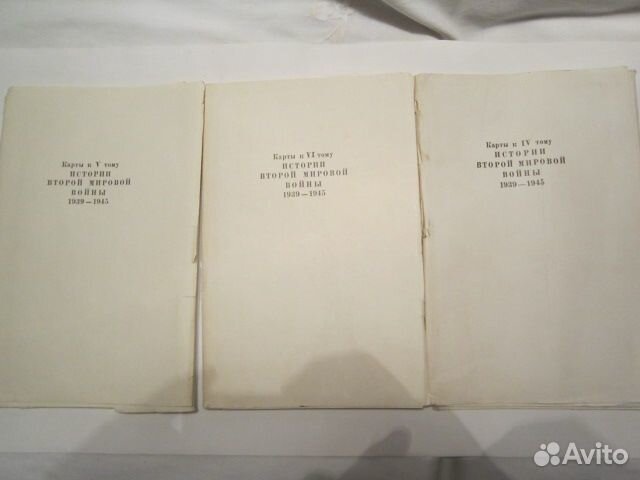 Карты к V тому
ИСТОРИИ
ВТОРОЙ МИРОВОЙ
ВОЙНЫ
1939—1945
Карты к VI тому
ИСТОРИИ
ВТОРОЙ МИРОВОЙ
ВОЙНЫ
1939—1945
Карты к IV тому
ИСТОРИИ
ВТОРОЙ МИРОВОЙ
ВОЙНЫ
1939—1945
Avito